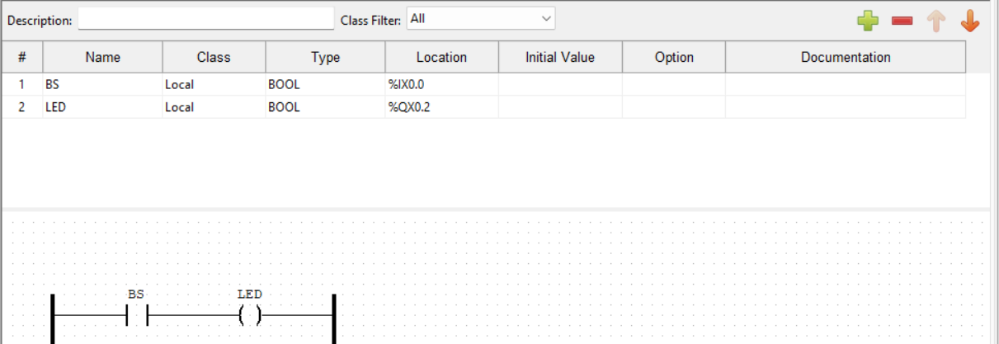 Description: Class Filter: All
# Name Class Type Location Initial Value Option Documentation
1 BS Local BOOL %IX0.0
2 LED Local BOOL %QX0.2
BS LED